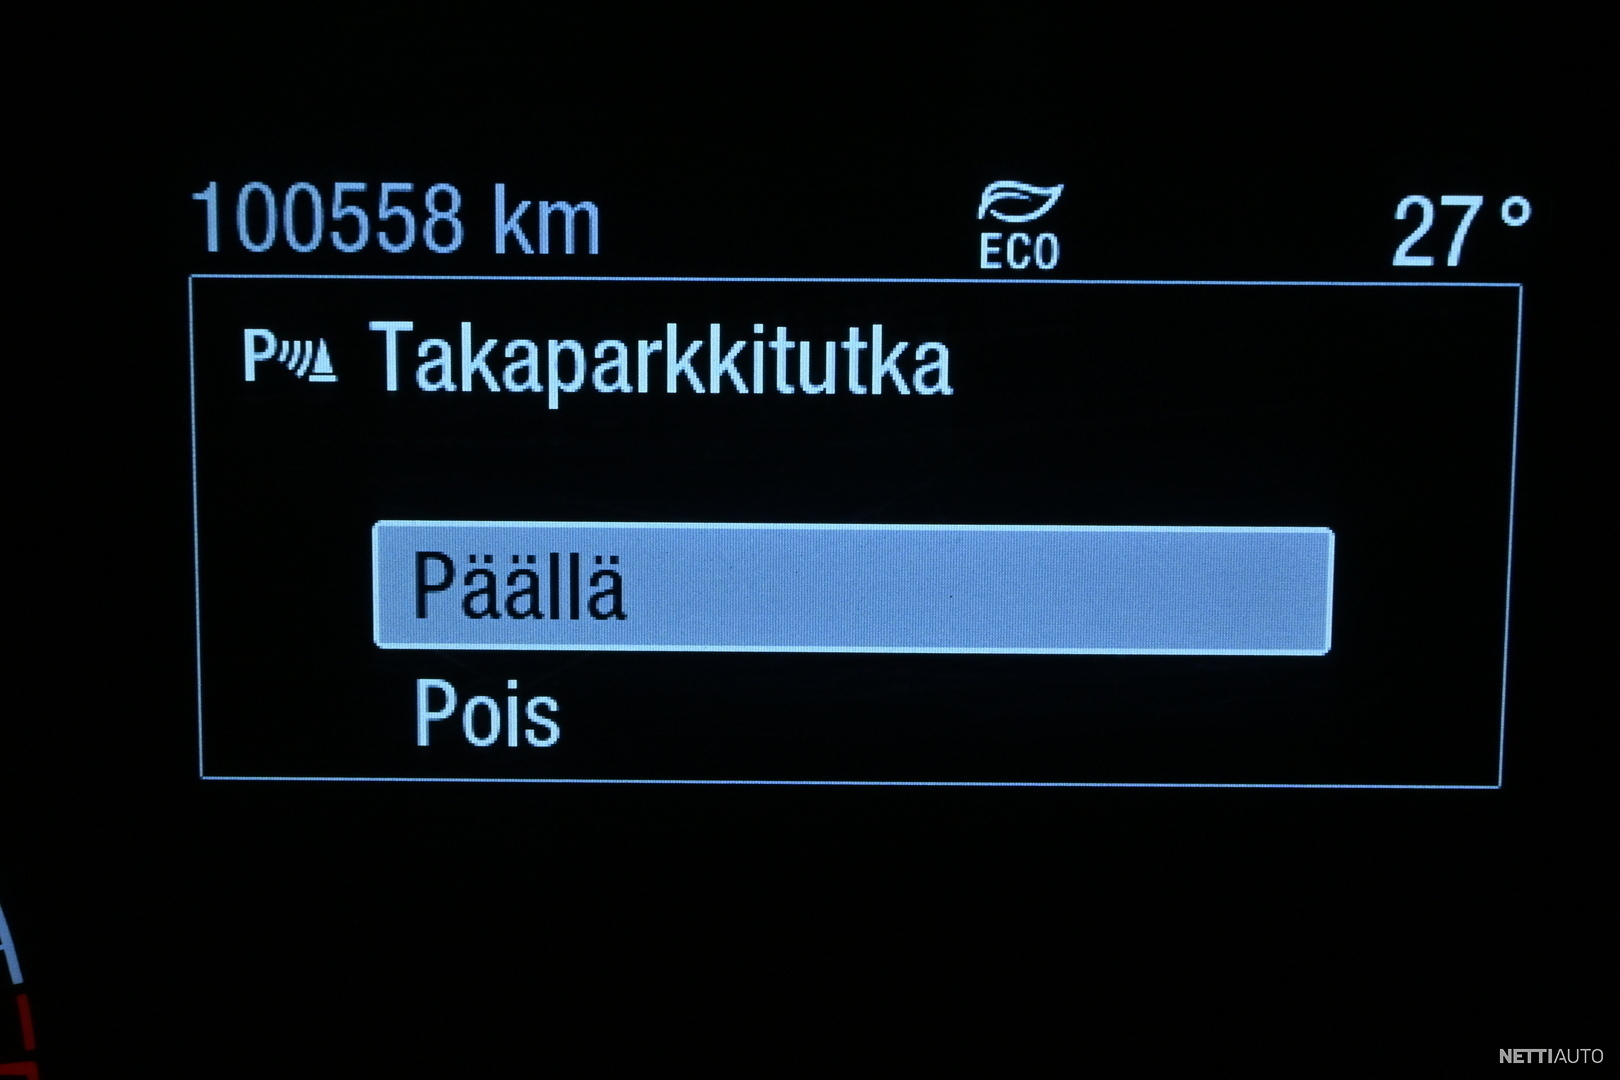 100558 km
ECO
27°
P Takaparkkitutka
Päällä
Pois
NETTIAUTO